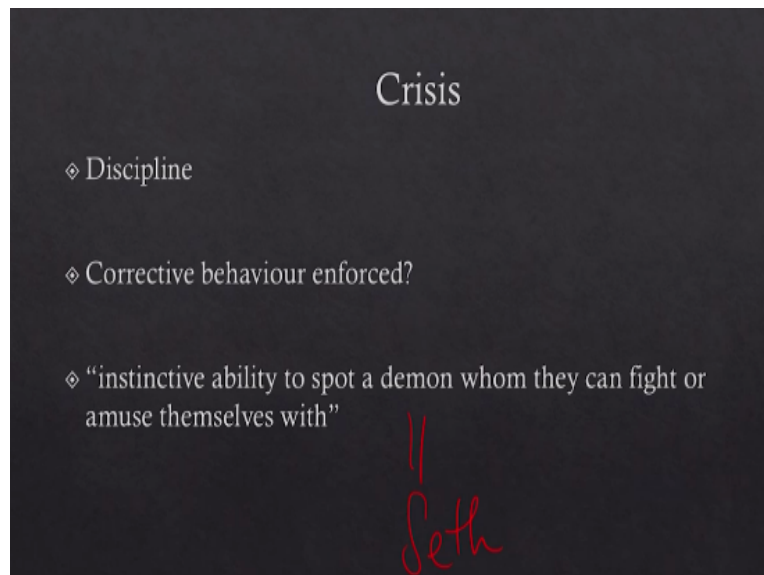 Crisis
Discipline
Corrective behaviour enforced?
“instinctive ability to spot a demon whom they can fight or
amuse themselves with”
Seth